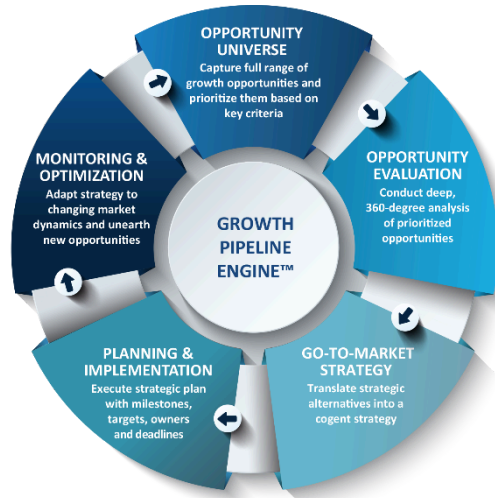 OPPORTUNITY
UNIVERSE
Capture full range of
growth opportunities and
prioritize them based on
key criteria
OPPORTUNITY
EVALUATION
Conduct deep,
360-degree analysis
of prioritized
opportunities
GO-TO-MARKET
STRATEGY
Translate strategic
alternatives into a
cogent strategy
PLANNING &
IMPLEMENTATION
Execute strategic plan
with milestones,
targets, owners
and deadlines
MONITORING &
OPTIMIZATION
Adapt strategy to
changing market
dynamics and unearth
new opportunities
GROWTH
PIPELINE
ENGINE™